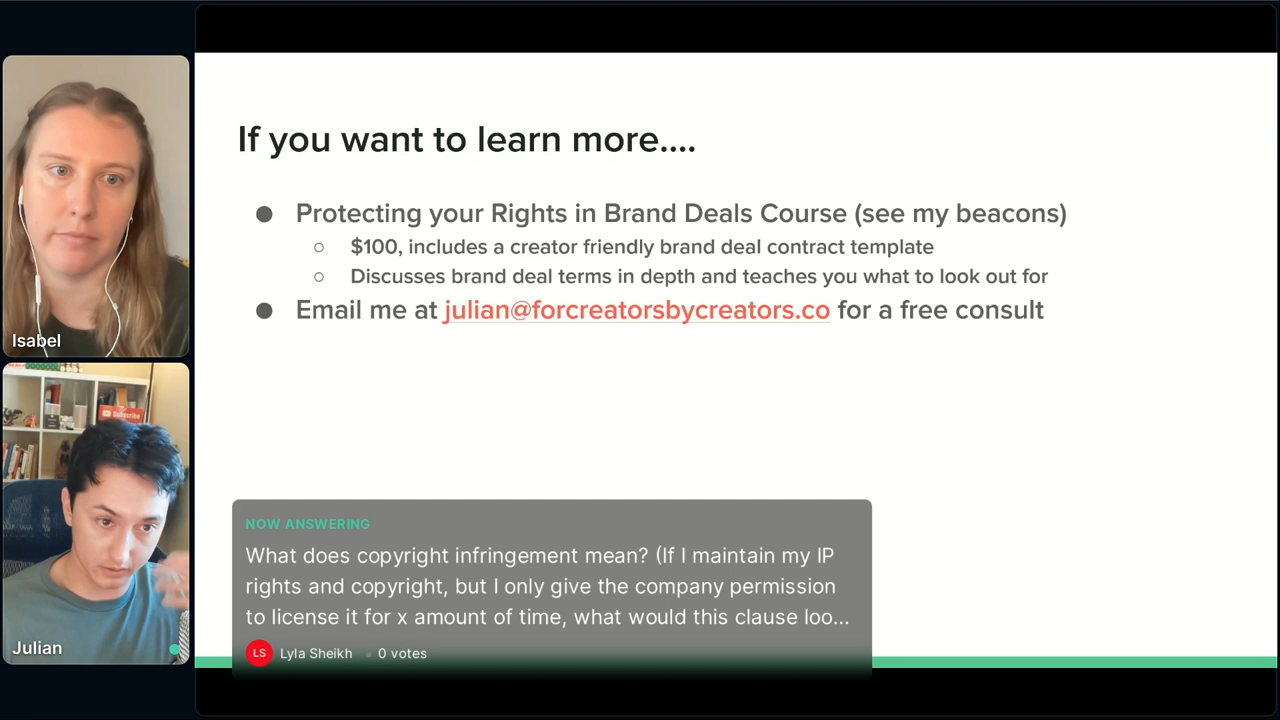 If you want to learn more....
● Protecting your Rights in Brand Deals Course (see my beacons)
○ $100, includes a creator friendly brand deal contract template
○ Discusses brand deal terms in depth and teaches you what to look out for
● Email me at julian@forcreatorsbycreators.co for a free consult
Isabel
Subscribe
Julian
NOW ANSWERING
What does copyright infringement mean? (If I maintain my IP
rights and copyright, but I only give the company permission
to license it for x amount of time, what would this clause loo...
LS Lyla Sheikh • 0 votes